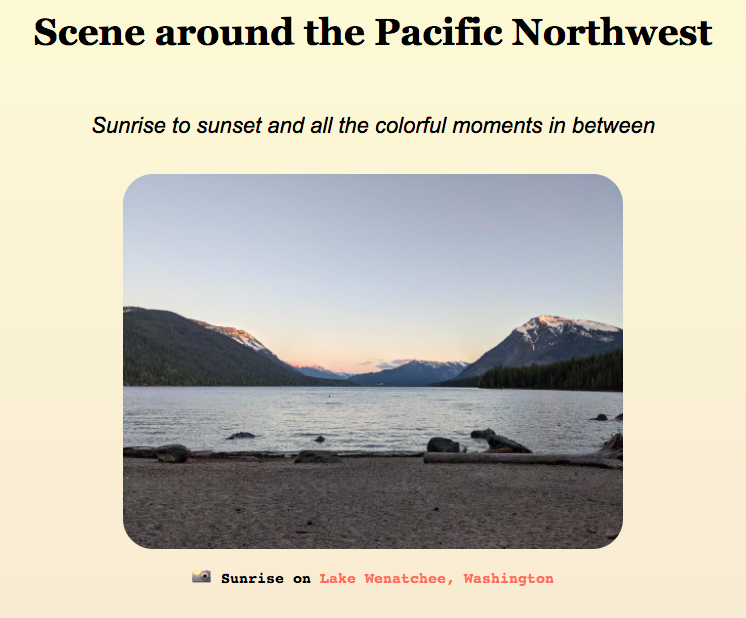 Scene around the Pacific Northwest
Sunrise to sunset and all the colorful moments in between
📷 Sunrise on Lake Wenatchee, Washington